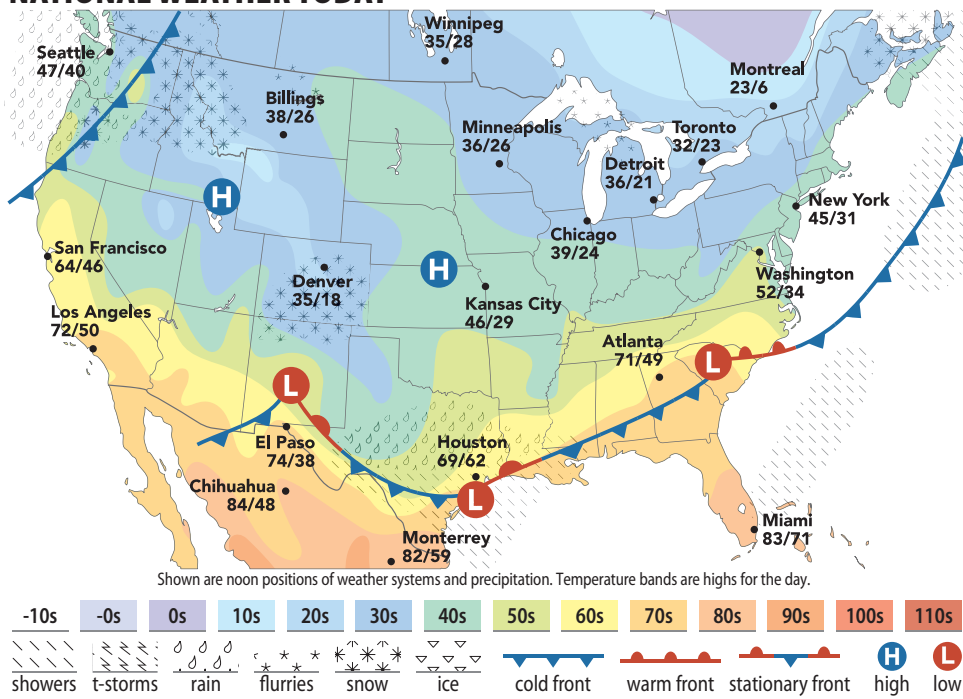 NATIONAL WEATHER TODAY
Winnipeg
35/28
Seattle
47/40
Montreal
23/6
Billings
38/26
Minneapolis
36/26
Toronto
32/23
Detroit
36/21
H
New York
45/31
Chicago
39/24
San Francisco
64/46
H
Washington
52/34
Denver
35/18
Kansas City
46/29
Los Angeles
72/50
Atlanta
71/49
L
L
El Paso
74/38
Houston
69/62
Chihuahua
84/48
L
Miami
83/71
Monterrey
82/59
Shown are noon positions of weather systems and precipitation. Temperature bands are highs for the day.
-10s -0s 0s 10s 20s 30s 40s 50s 60s 70s 80s 90s 100s 110s
H L
showers t-storms rain flurries snow ice cold front warm front stationary front high low